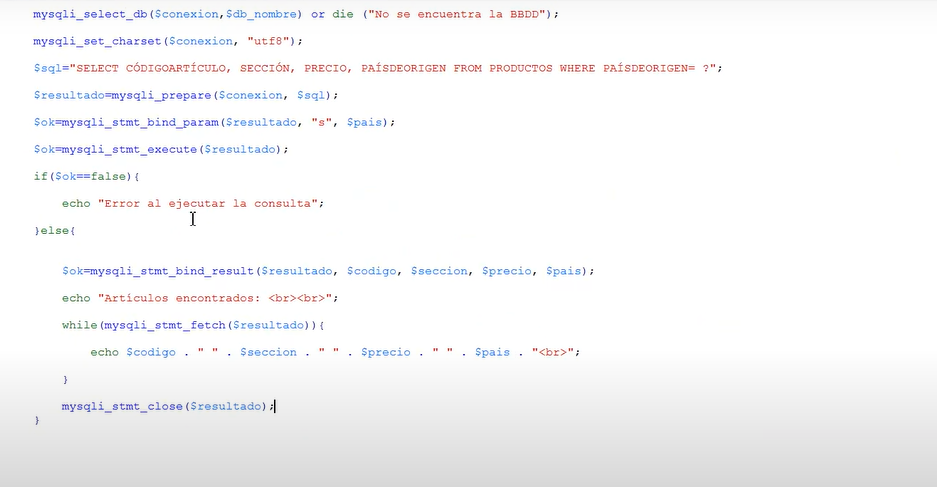 mysqli_select_db($conexion,$db_nombre) or die ("No se encuentra la BBDD");
mysqli_set_charset($conexion, "utf8");
$sql="SELECT CÓDIGOARTÍCULO, SECCIÓN, PRECIO, PAÍSDEORIGEN FROM PRODUCTOS WHERE PAÍSDEORIGEN= ?";
$resultado=mysqli_prepare($conexion, $sql);
$ok=mysqli_stmt_bind_param($resultado, "s", $pais);
$ok=mysqli_stmt_execute($resultado);
if($ok==false){
echo "Error al ejecutar la consulta";
}else{
$ok=mysqli_stmt_bind_result($resultado, $codigo, $seccion, $precio, $pais);
echo "Artículos encontrados: <br><br>";
while(mysqli_stmt_fetch($resultado)){
echo $codigo . " " . $seccion . " " . $precio . " " . $pais . "<br>";
}
mysqli_stmt_close($resultado);
}